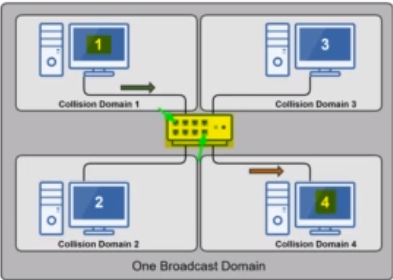 1
3
Collision Domain 1
Collision Domain 3
2
4
Collision Domain 2
Collision Domain 4
One Broadcast Domain